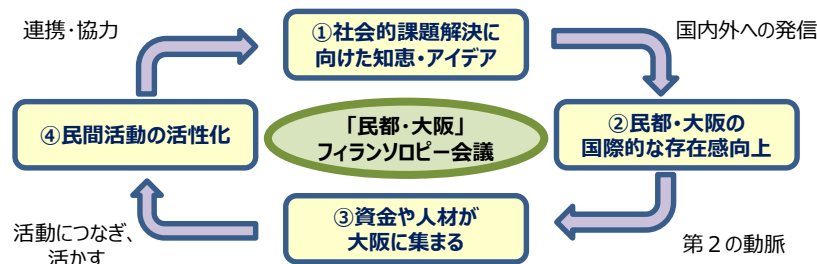 連携・協力
①社会的課題解決に
向けた知恵・アイデア
国内外への発信
④民間活動の活性化
「民都・大阪」
フィランソロピー会議
②民都・大阪の
国際的な存在感向上
③資金や人材が
大阪に集まる
活動につなぎ、
活かす
第２の動脈